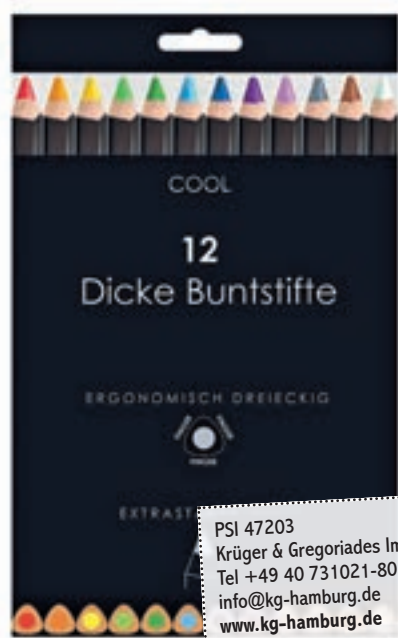 COOL
12
Dicke Buntstifte
ERGONOMISCH DREIECKIG
PSI 47203
Krüger & Gregoriades
Tel +49 40 731021-80
info@kg-hamburg.de
www.kg-hamburg.de